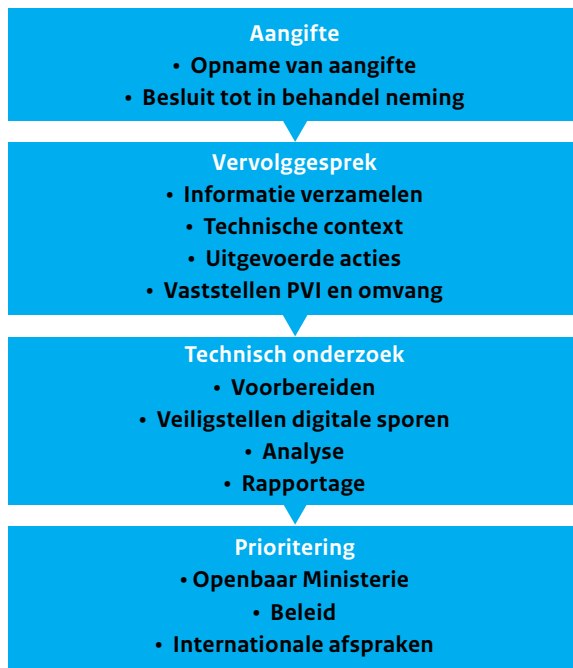 Aangifte
• Opname van aangifte
• Besluit tot in behandel neming
Vervolggesprek
• Informatie verzamelen
• Technische context
• Uitgevoerde acties
• Vaststellen PVI en omvang
Technisch onderzoek
• Voorbereiden
• Veiligstellen digitale sporen
• Analyse
• Rapportage
Prioritering
• Openbaar Ministerie
• Beleid
• Internationale afspraken